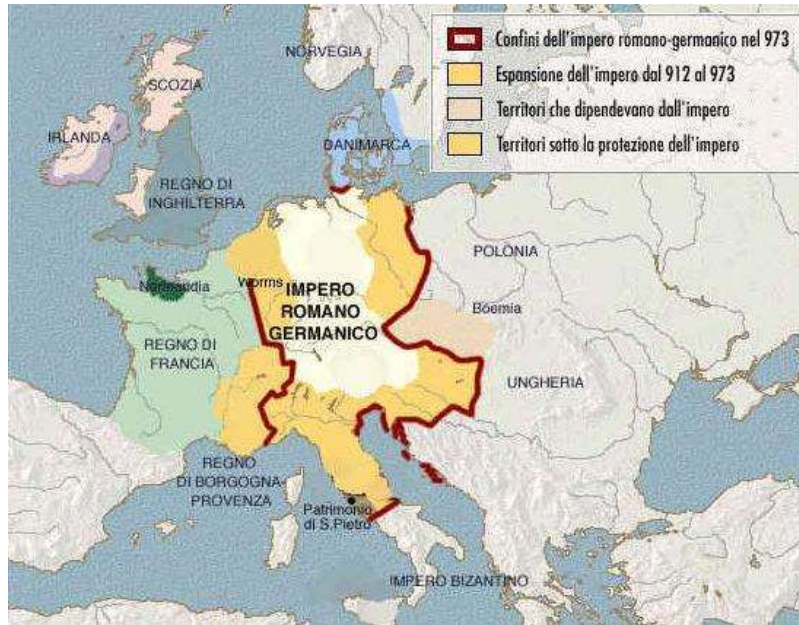 Confini dell'impero romano-germanico nel 973
Espansione dell'impero dal 912 al 973
Territori che dipendevano dall'impero
Territori sotto la protezione dell'impero
NORVEGIA
SCOZIA
IRLANDA
DANIMARCA
REGNO DI
INGHILTERRA
POLONIA
Normandia
Worms
IMPERO
ROMANO
GERMANICO
Boemia
REGNO DI
FRANCIA
UNGHERIA
REGNO
DI BORGOGNA-
PROVENZA
Patrimonio
di S.Pietro
IMPERO BIZANTINO